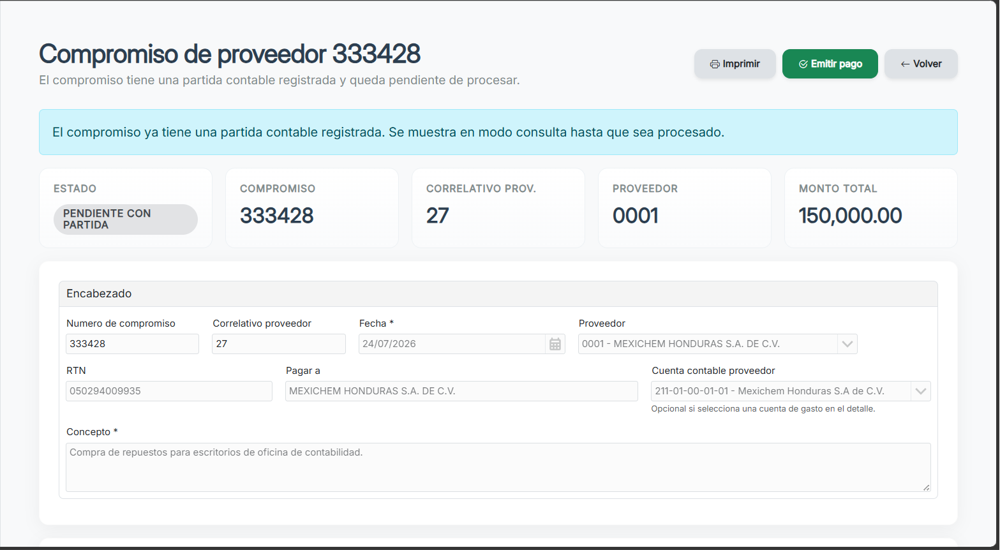 Compromiso de proveedor 333428
El compromiso tiene una partida contable registrada y queda pendiente de procesar.
Imprimir
Emitir pago
Volver
El compromiso ya tiene una partida contable registrada. Se muestra en modo consulta hasta que sea procesado.
ESTADO
PENDIENTE CON
PARTIDA
COMPROMISO
333428
CORRELATIVO PROV.
27
PROVEEDOR
0001
MONTO TOTAL
150,000.00
Encabezado
Numero de compromiso
333428
Correlativo proveedor
27
Fecha *
24/07/2026
Proveedor
0001 - MEXICHEM HONDURAS S.A. DE C.V.
RTN
050294009935
Pagar a
MEXICHEM HONDURAS S.A. DE C.V.
Cuenta contable proveedor
211-01-00-01-01 - Mexichem Honduras S.A de C.V.
Opcional si selecciona una cuenta de gasto en el detalle.
Concepto *
Compra de repuestos para escritorios de oficina de contabilidad.